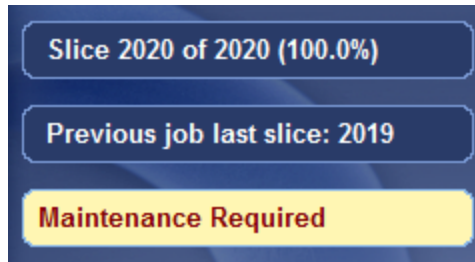 Slice 2020 of 2020 (100.0%)
Previous job last slice: 2019
Maintenance Required